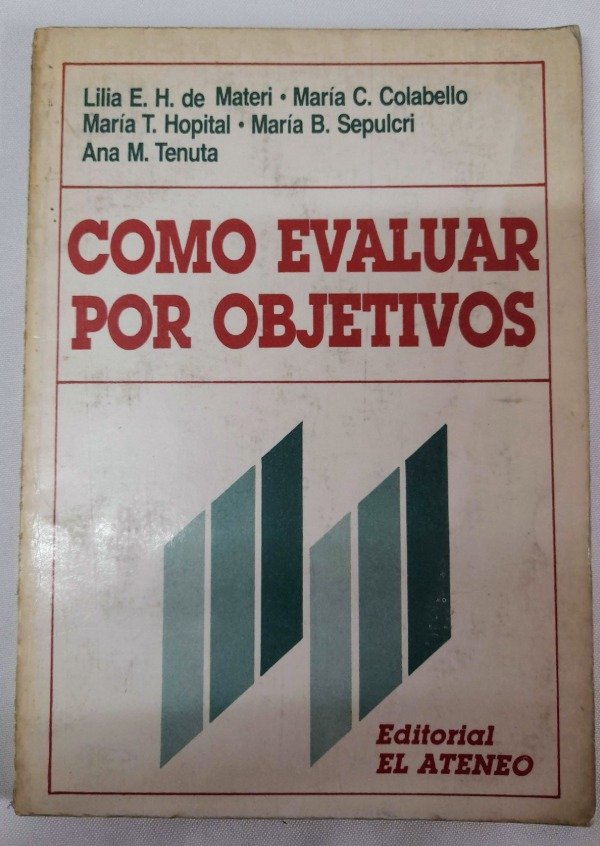 Lilia E. H. de Materi • María C. Colabello
María T. Hopital • María B. Sepulcri
Ana M. Tenuta
COMO EVALUAR
POR OBJETIVOS
Editorial
EL ATENEO